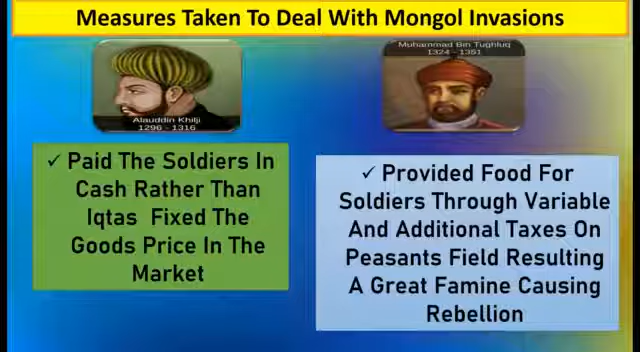 Measures Taken To Deal With Mongol Invasions
Alauddin Khilji
1296 - 1316
Muhammad Bin Tughluq
1324 - 1351
✓ Paid The Soldiers In
Cash Rather Than
Iqtas Fixed The
Goods Price In The
Market
✓ Provided Food For
Soldiers Through Variable
And Additional Taxes On
Peasants Field Resulting
A Great Famine Causing
Rebellion